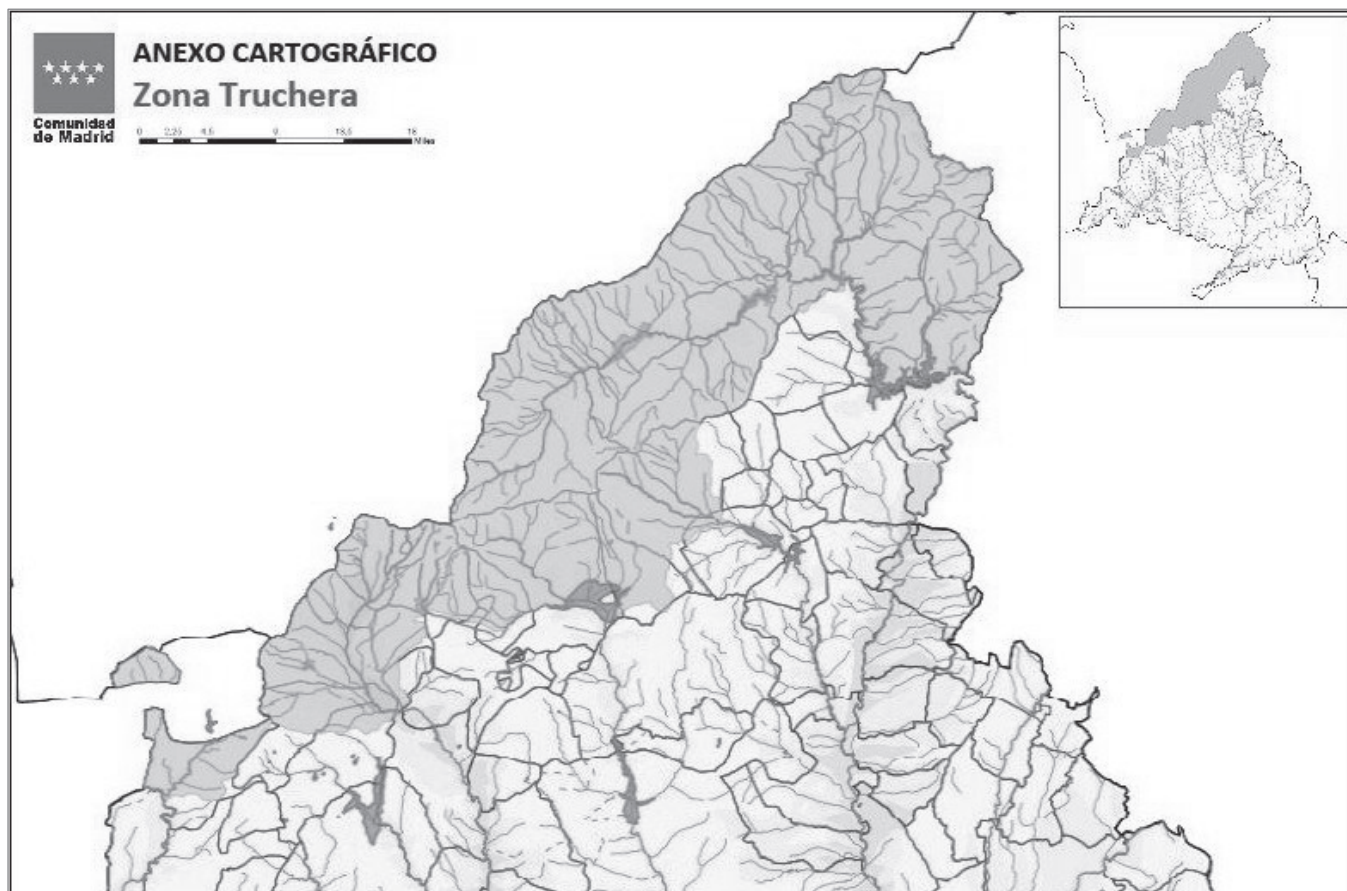 ANEXO CARTOGRÁFICO
Zona Truchera
Comunidad
de Madrid
0 2,25 4,5 9 13,5 18
Miles